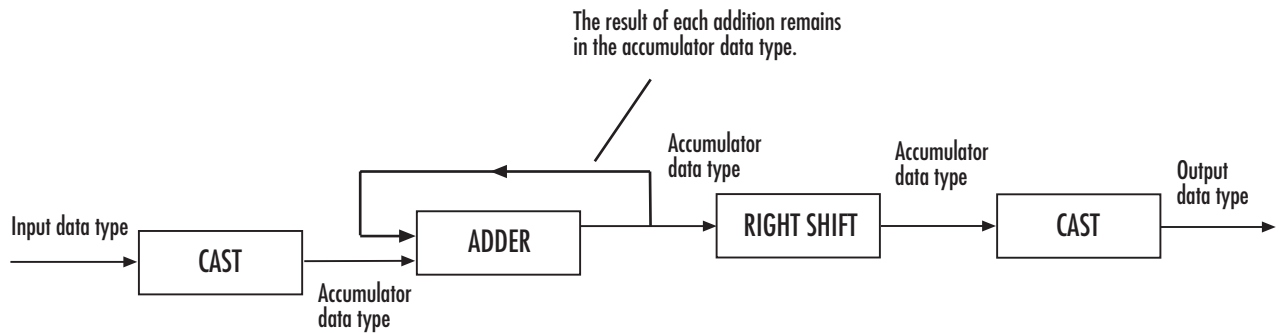 The result of each addition remains
in the accumulator data type.
Accumulator
data type
Accumulator
data type
Output
data type
Input data type
CAST
ADDER
RIGHT SHIFT
CAST
Accumulator
data type